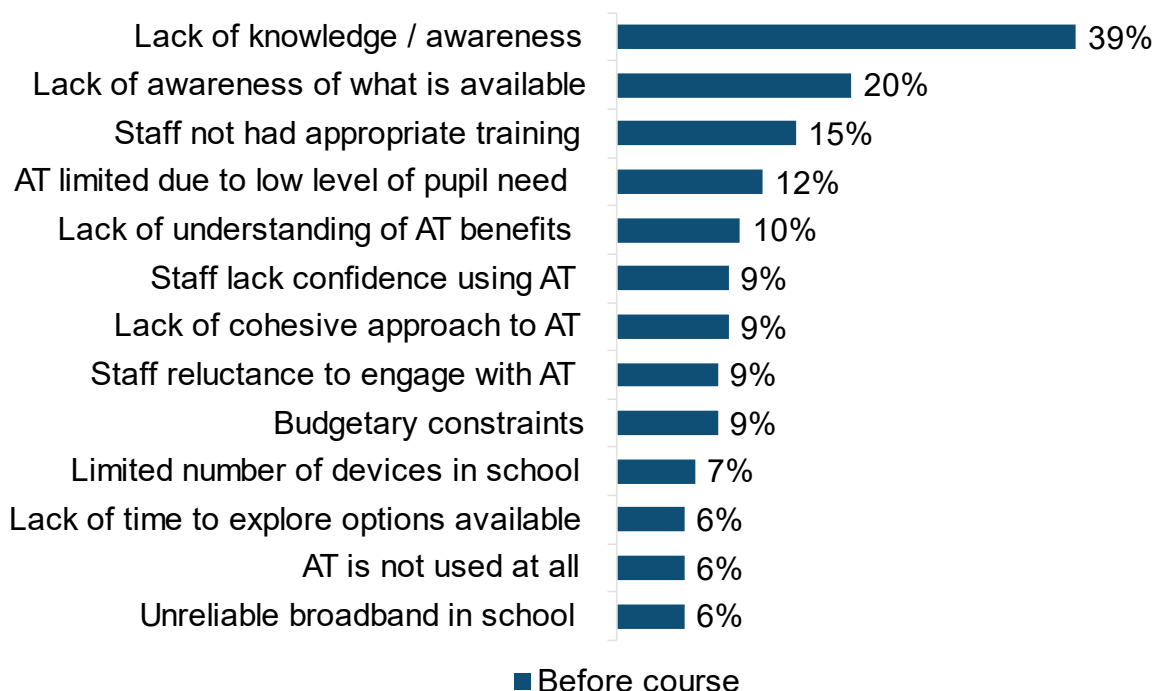 Lack of knowledge / awareness 39%
Lack of awareness of what is available 20%
Staff not had appropriate training 15%
AT limited due to low level of pupil need 12%
Lack of understanding of AT benefits 10%
Staff lack confidence using AT 9%
Lack of cohesive approach to AT 9%
Staff reluctance to engage with AT 9%
Budgetary constraints 9%
Limited number of devices in school 7%
Lack of time to explore options available 6%
AT is not used at all 6%
Unreliable broadband in school 6%
Before course